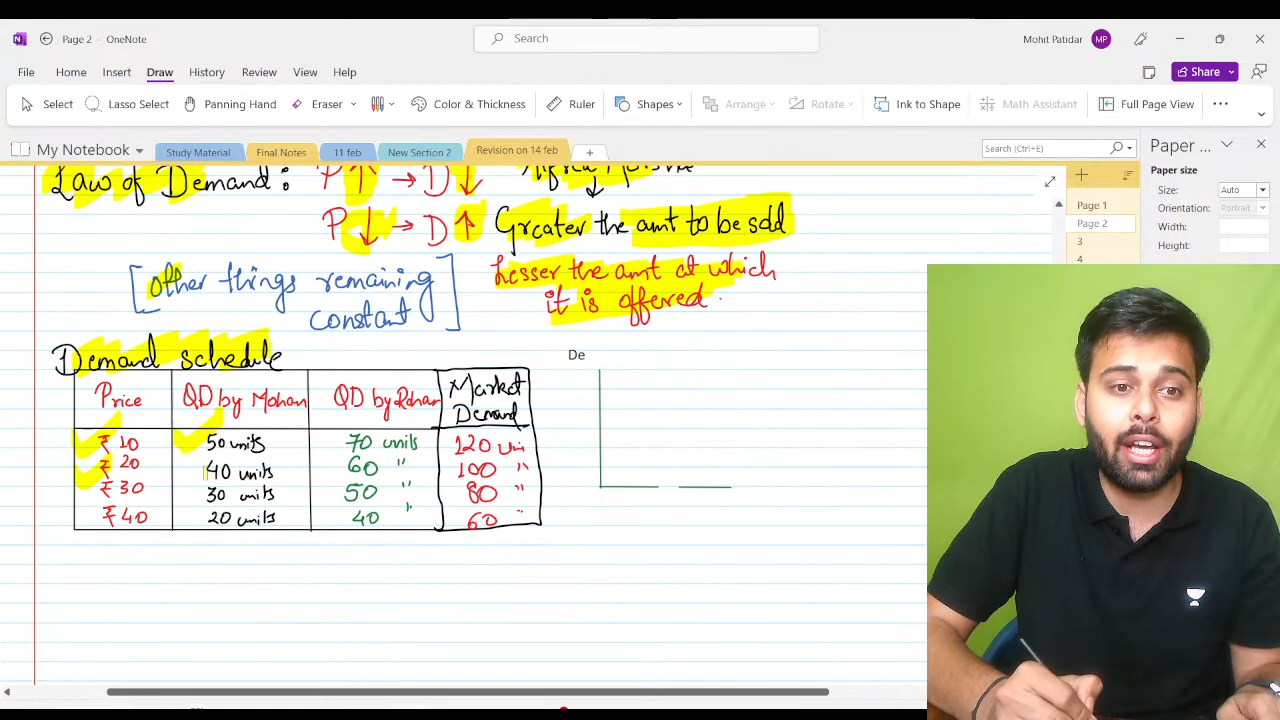 Page 2 - OneNote
Search
Mohit Patidar MP
File Home Insert Draw History Review View Help
Share
Select Lasso Select Panning Hand Eraser Color & Thickness Ruler Shapes Arrange Rotate Ink to Shape Math Assistant Full Page View
My Notebook Study Material Final Notes 11 feb New Section 2 Revision on 14 feb +
Search (Ctrl+E)
Paper ...
Paper size
Size: Auto
Orientation: Portrait
Width:
Height:
Page 1
Page 2
3
4
Law of Demand : P ↑ → D ↓
P ↓ → D ↑ Greater the amt to be sold
[other things remaining
constant]
Lesser the amt at which
it is offered.
Demand schedule
De
Price QD by Mohan QD by Rohan Market Demand
₹ 10 50 units 70 units 120 Uni
₹ 20 40 units 60 " 100 "
₹ 30 30 units 50 " 80 "
₹ 40 20 units 40 " 60 "